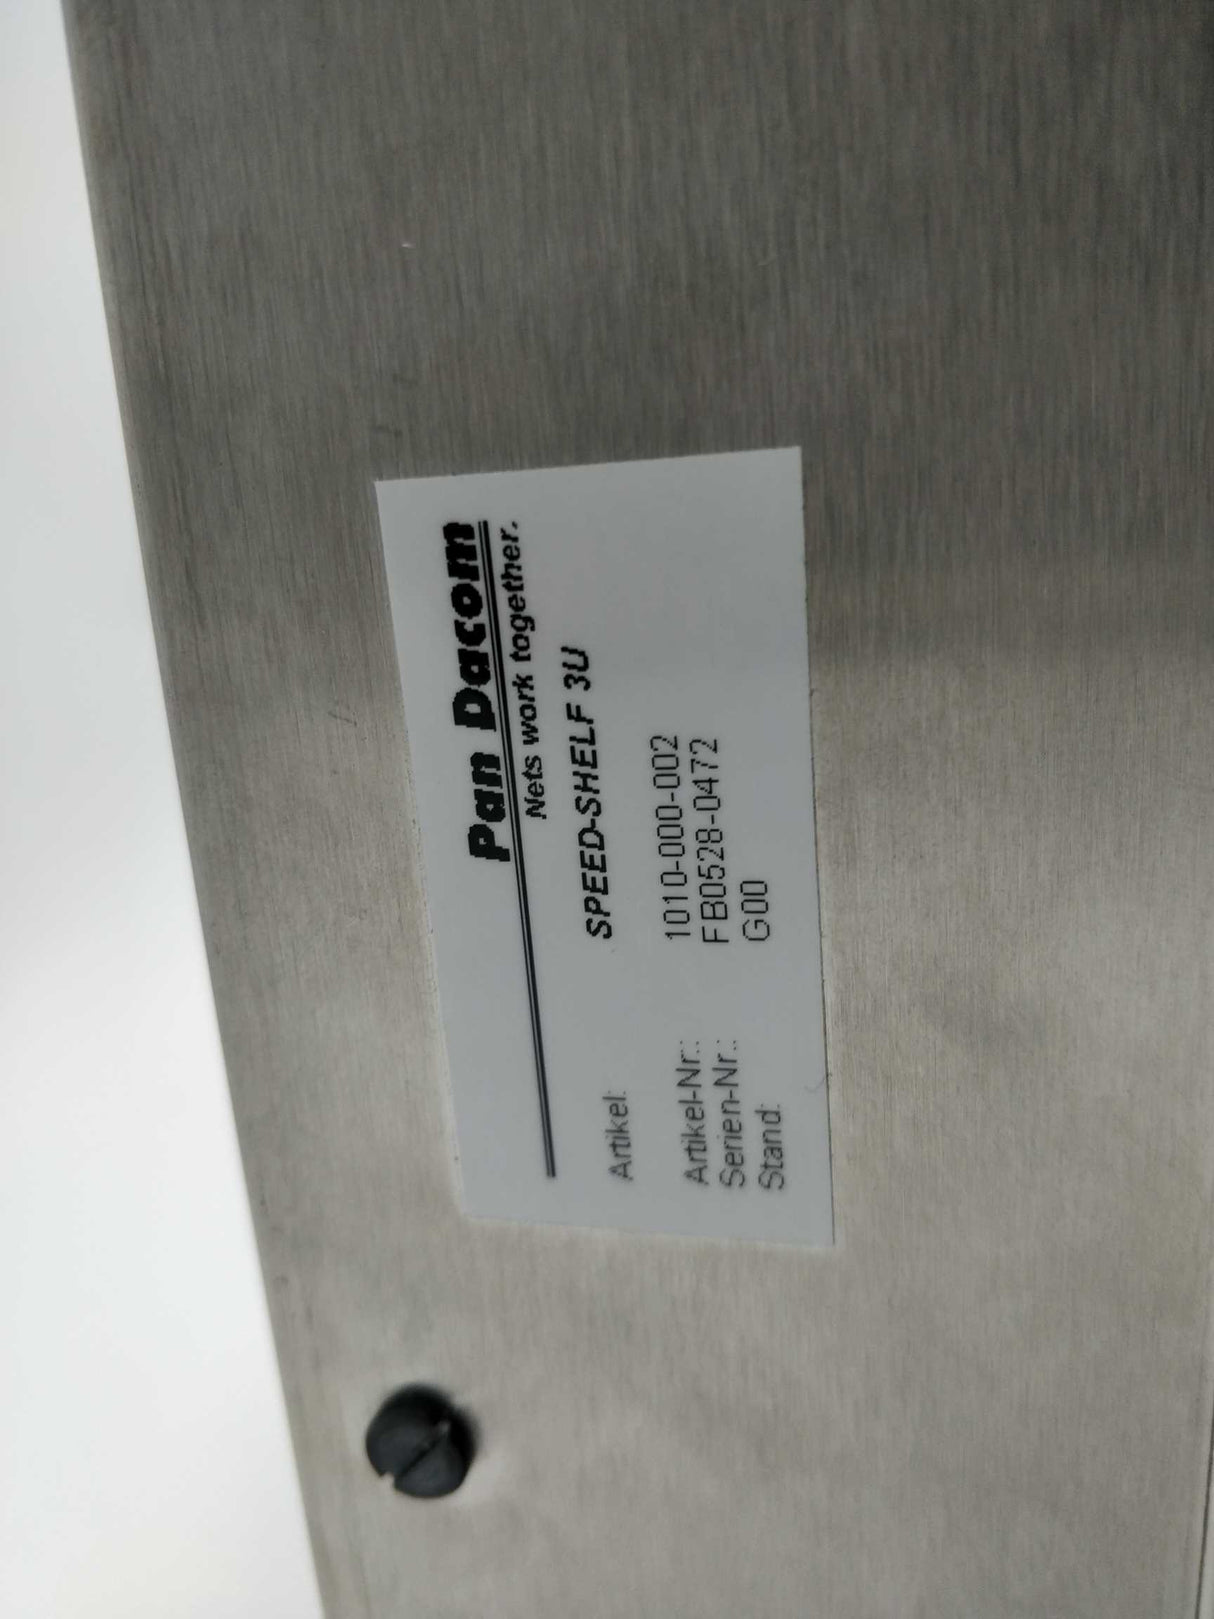 Pan Dacom
Nets work together.
Artikel: SPEED-SHELF 3U
Artikel-Nr.: 1010-000-002
Serien-Nr.: FB0528-0472
Stand: G00